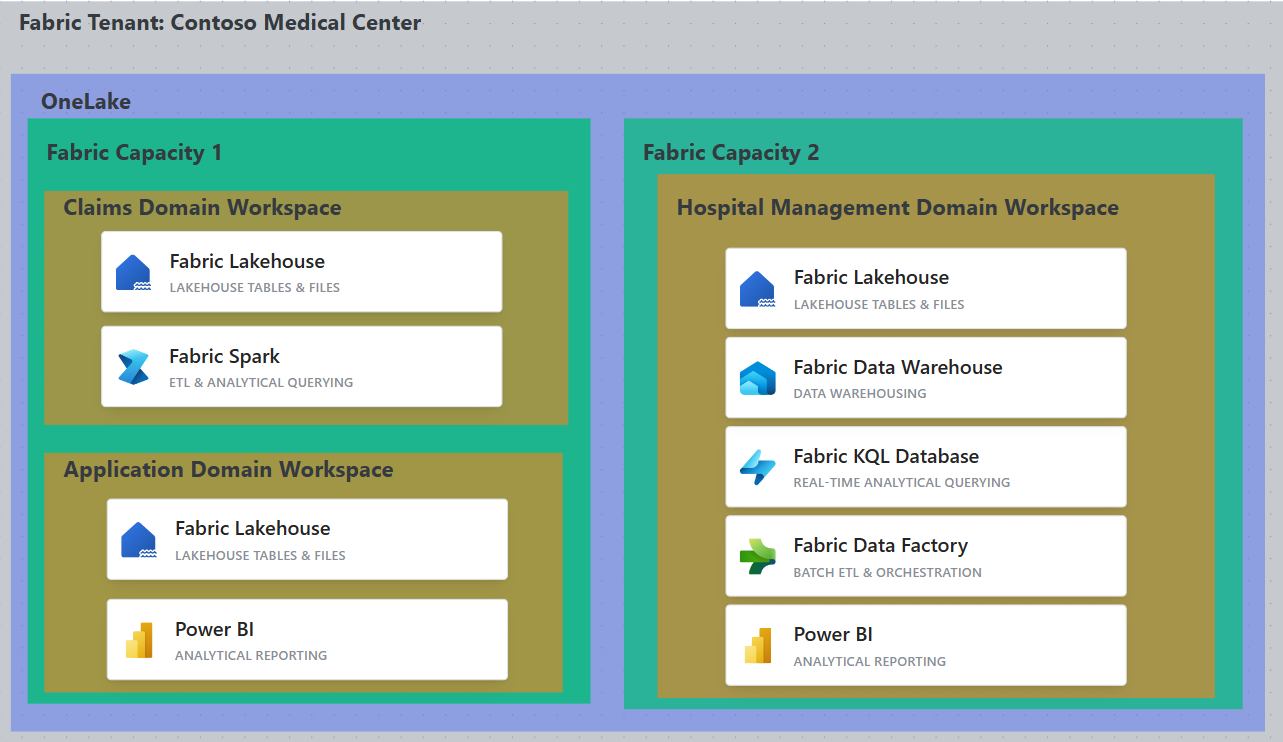 Fabric Tenant: Contoso Medical Center
OneLake
Fabric Capacity 1
Claims Domain Workspace
Fabric Lakehouse
LAKEHOUSE TABLES & FILES
Fabric Spark
ETL & ANALYTICAL QUERYING
Application Domain Workspace
Fabric Lakehouse
LAKEHOUSE TABLES & FILES
Power BI
ANALYTICAL REPORTING
Fabric Capacity 2
Hospital Management Domain Workspace
Fabric Lakehouse
LAKEHOUSE TABLES & FILES
Fabric Data Warehouse
DATA WAREHOUSING
Fabric KQL Database
REAL-TIME ANALYTICAL QUERYING
Fabric Data Factory
BATCH ETL & ORCHESTRATION
Power BI
ANALYTICAL REPORTING